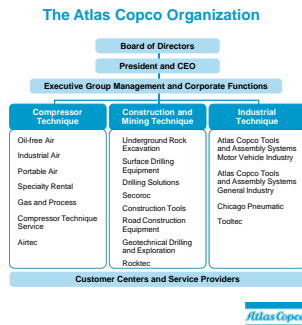 The Atlas Copco Organization
Board of Directors
President and CEO
Executive Group Management and Corporate Functions
Compressor
Technique
Oil-free Air
Industrial Air
Portable Air
Specialty Rental
Gas and Process
Compressor Technique
Service
Airtec
Construction and
Mining Technique
Underground Rock
Excavation
Surface Drilling
Equipment
Drilling Solutions
Secoroc
Construction Tools
Road Construction
Equipment
Geotechnical Drilling
and Exploration
Rocktec
Industrial
Technique
Atlas Copco Tools
and Assembly Systems
Motor Vehicle Industry
Atlas Copco Tools
and Assembly Systems
General Industry
Chicago Pneumatic
Tooltec
Customer Centers and Service Providers
Atlas Copco